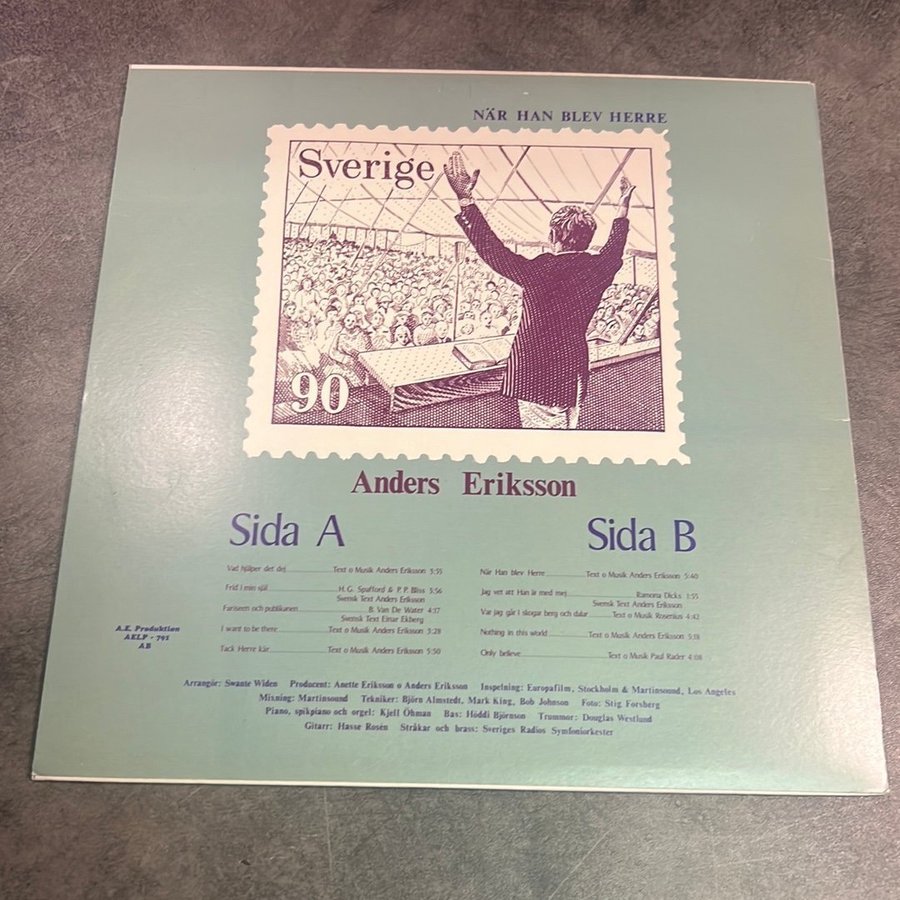 NÄR HAN BLEV HERRE
Sverige
90
Anders Eriksson
Sida A
Vad hjälper det dej Text o Musik Anders Eriksson 3:55
Frid i min själ H. G. Spafford & P. P. Bliss 5:56
Svensk Text Anders Eriksson
Fariseen och publikanen B. Van De Water 4:17
Svensk Text Einar Ekberg
I want to be there Text o Musik Anders Eriksson 3:28
Tack Herre kär Text o Musik Anders Eriksson 5:50
Sida B
När Han blev Herre Text o Musik Anders Eriksson 5:40
Jag vet att Han är med mej Ramona Dicks 1:55
Svensk Text Anders Eriksson
Var jag går i skogar berg och dalar Text o Musik Rosenius 4:42
Nothing in this world Text o Musik Anders Eriksson 5:18
Only believe Text o Musik Paul Rader 4:08
A.E. Produktion
AELP - 791
AB
Arrangör: Swante Widen Producent: Anette Eriksson o Anders Eriksson Inspelning: Europafilm, Stockholm & Martinsound, Los Angeles
Mixning: Martinsound Tekniker: Björn Almstedt, Mark King, Bob Johnson Foto: Stig Forsberg
Piano, spikpiano och orgel: Kjell Öhman Bas: Höddi Björnson Trummor: Douglas Westlund
Gitarr: Hasse Rosén Stråkar och brass: Sveriges Radios Symfoniorkester